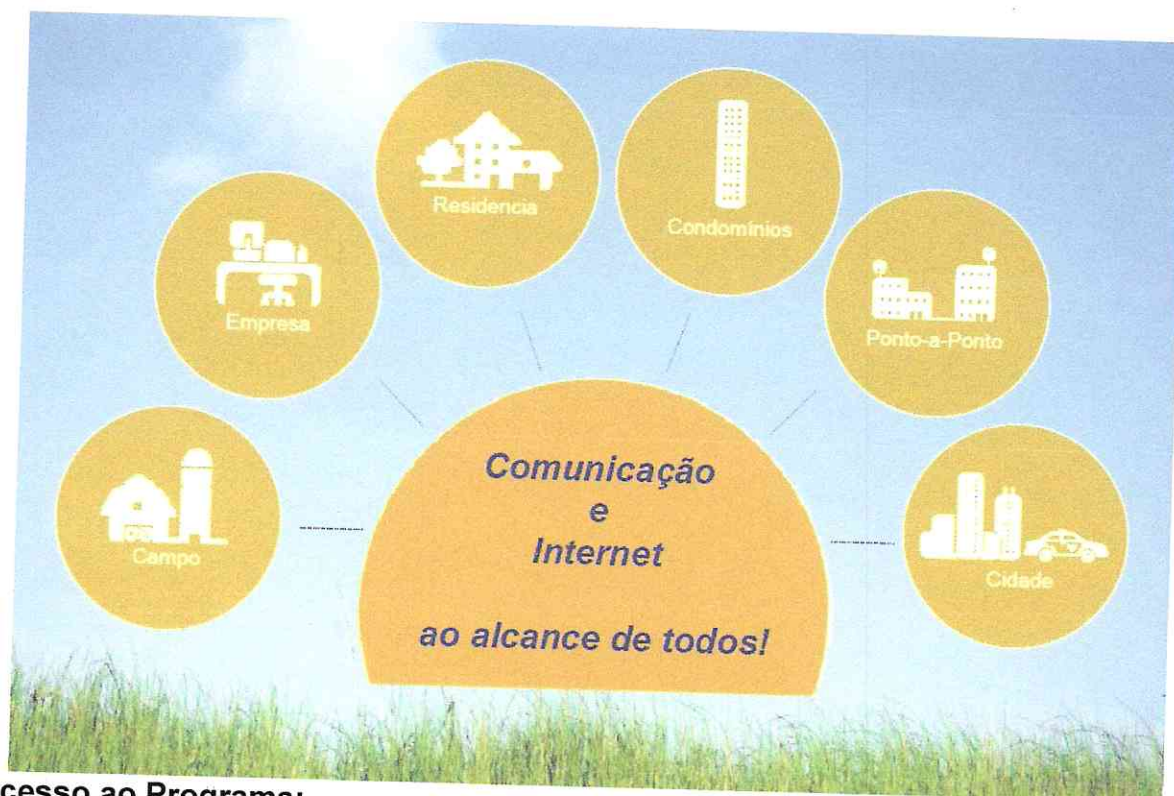 Residencia
Condomínios
Empresa
Ponto-a-Ponto
Campo
Cidade
Comunicação
e
Internet
ao alcance de todos!
cesso ao Programa: